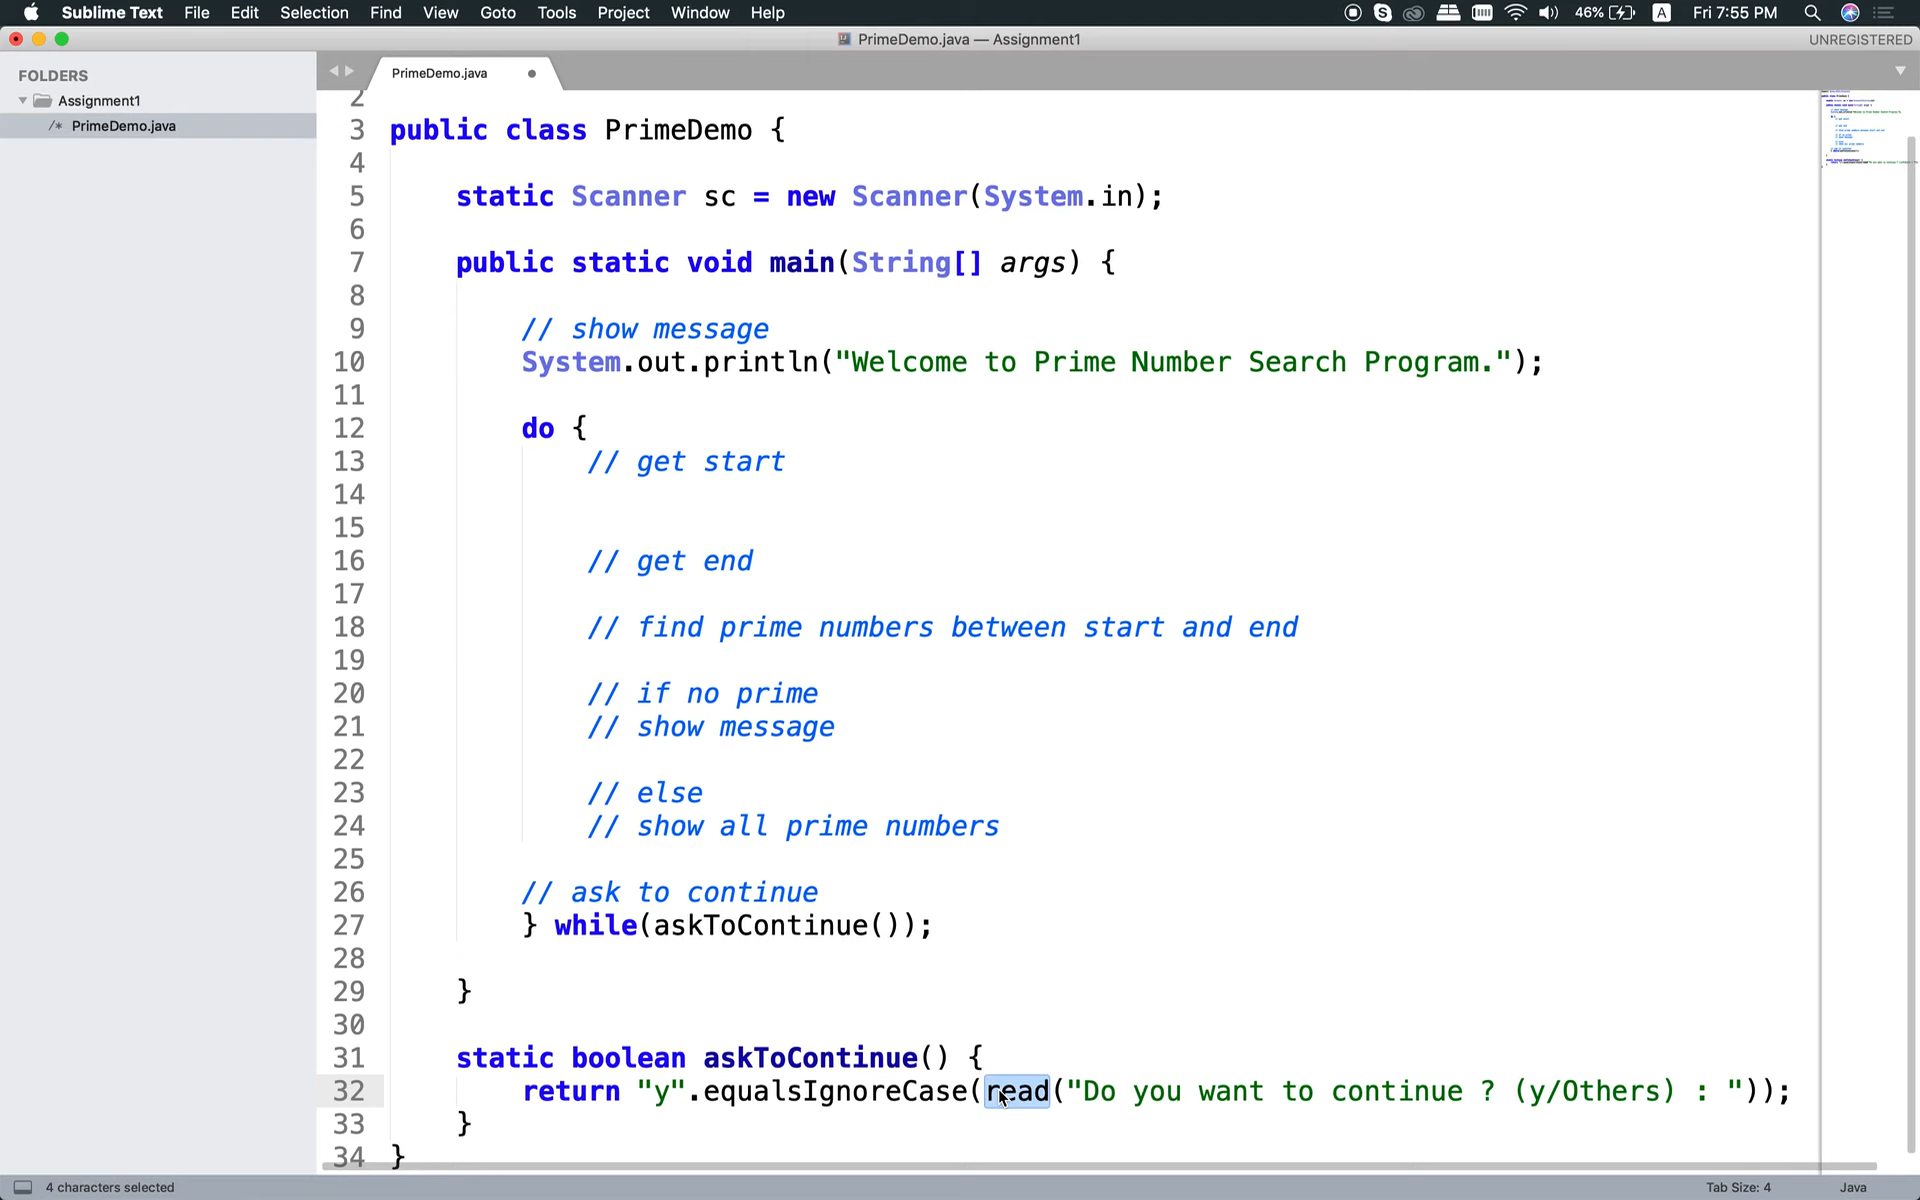 Sublime Text File Edit Selection Find View Goto Tools Project Window Help 46% A Fri 7:55 PM
PrimeDemo.java — Assignment1 UNREGISTERED
FOLDERS
Assignment1
/* PrimeDemo.java
PrimeDemo.java
2
3 public class PrimeDemo {
4
5 static Scanner sc = new Scanner(System.in);
6
7 public static void main(String[] args) {
8
9 // show message
10 System.out.println("Welcome to Prime Number Search Program.");
11
12 do {
13 // get start
14
15
16 // get end
17
18 // find prime numbers between start and end
19
20 // if no prime
21 // show message
22
23 // else
24 // show all prime numbers
25
26 // ask to continue
27 } while(askToContinue());
28
29 }
30
31 static boolean askToContinue() {
32 return "y".equalsIgnoreCase(read("Do you want to continue ? (y/Others) : "));
33 }
34 }
4 characters selected Tab Size: 4 Java